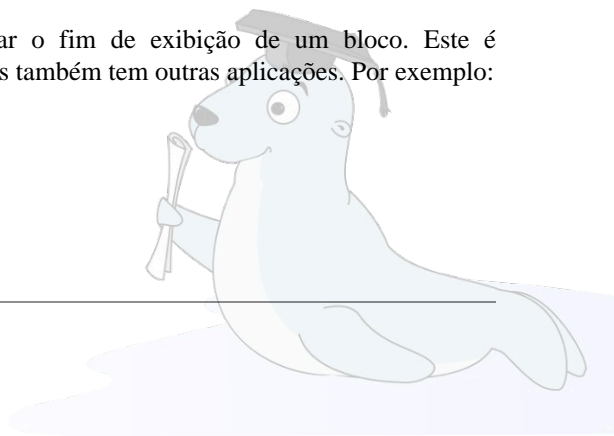 ar o fim de exibição de um bloco. Este é
s também tem outras aplicações. Por exemplo: